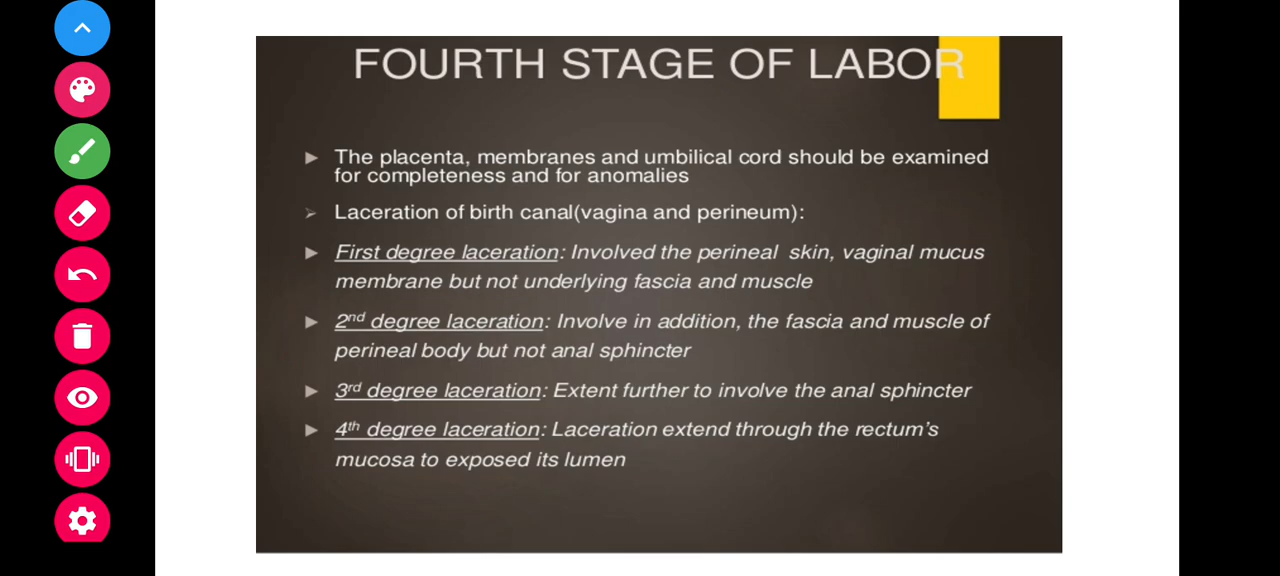 FOURTH STAGE OF LABOR
► The placenta, membranes and umbilical cord should be examined
for completeness and for anomalies
➢ Laceration of birth canal(vagina and perineum):
► First degree laceration: Involved the perineal skin, vaginal mucus
membrane but not underlying fascia and muscle
► 2nd degree laceration: Involve in addition, the fascia and muscle of
perineal body but not anal sphincter
► 3rd degree laceration: Extent further to involve the anal sphincter
► 4th degree laceration: Laceration extend through the rectum's
mucosa to exposed its lumen